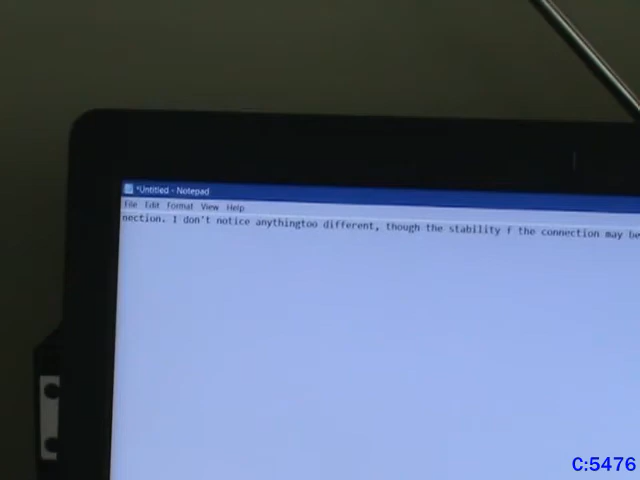 *Untitled - Notepad
File Edit Format View Help
nection. I don't notice anythingtoo different, though the stability f the connection may be
C:5476